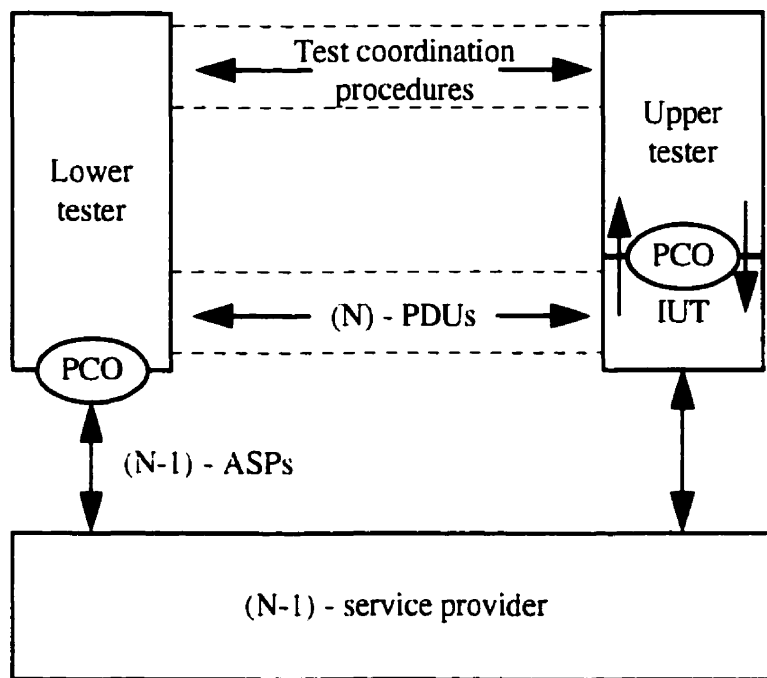 Test coordination
procedures
Upper
tester
Lower
tester
PCO
IUT
(N) - PDUs
PCO
(N-1) - ASPs
(N-1) - service provider